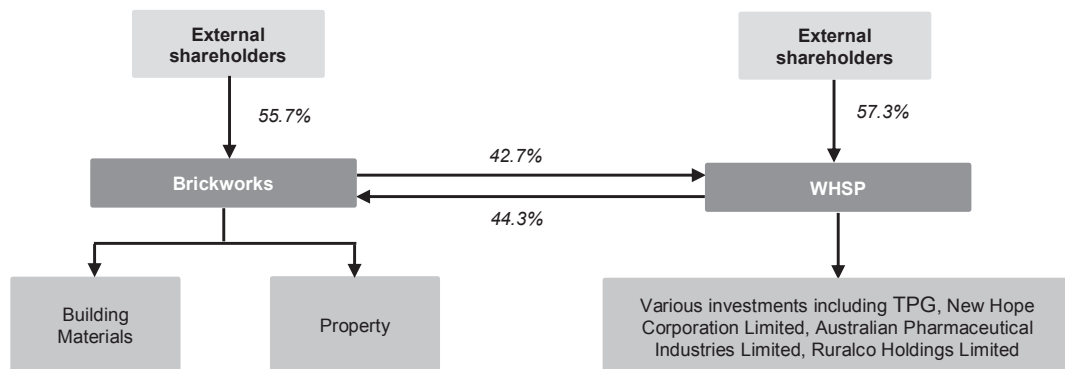 External
shareholders
External
shareholders
55.7%
57.3%
42.7%
Brickworks
WHSP
44.3%
Building
Materials
Property
Various investments including TPG, New Hope
Corporation Limited, Australian Pharmaceutical
Industries Limited, Ruralco Holdings Limited